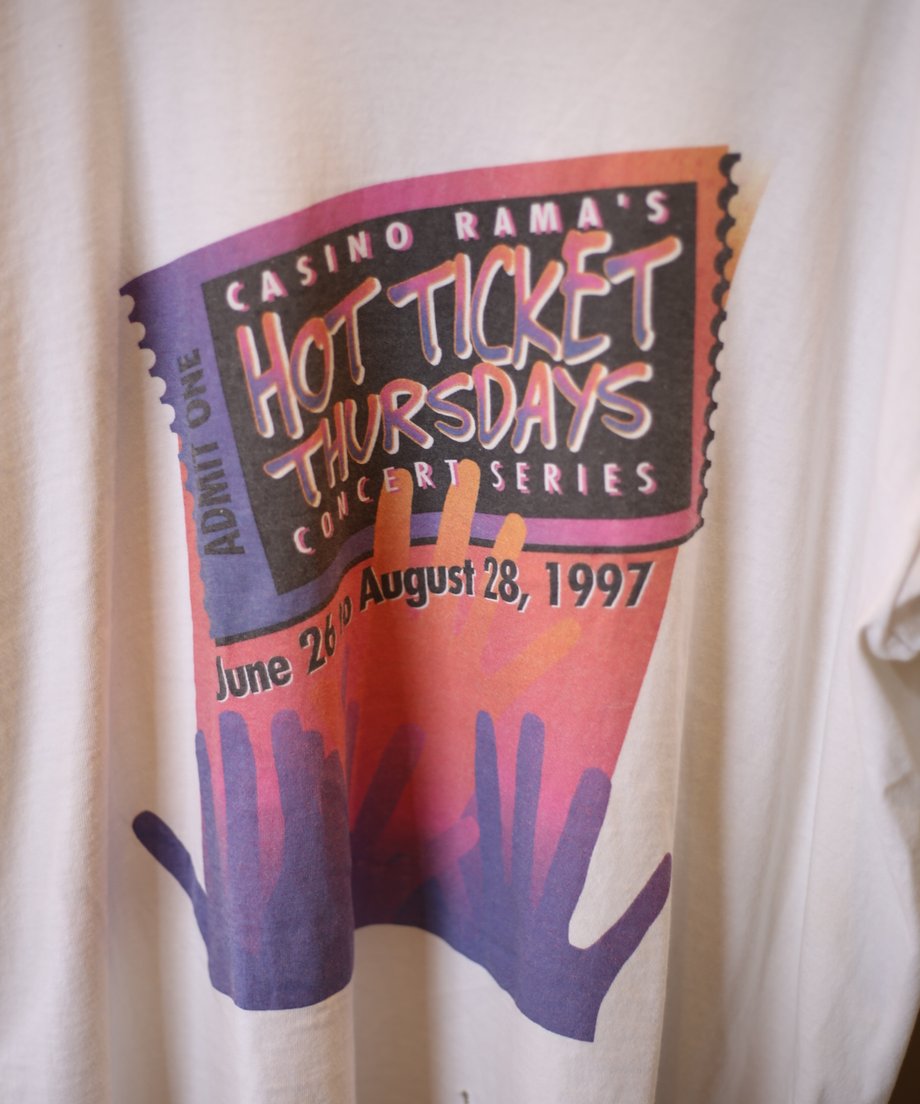 CASINO RAMA'S
HOT TICKET
THURSDAYS
CONCERT SERIES
ADMIT ONE
June 26 to August 28, 1997